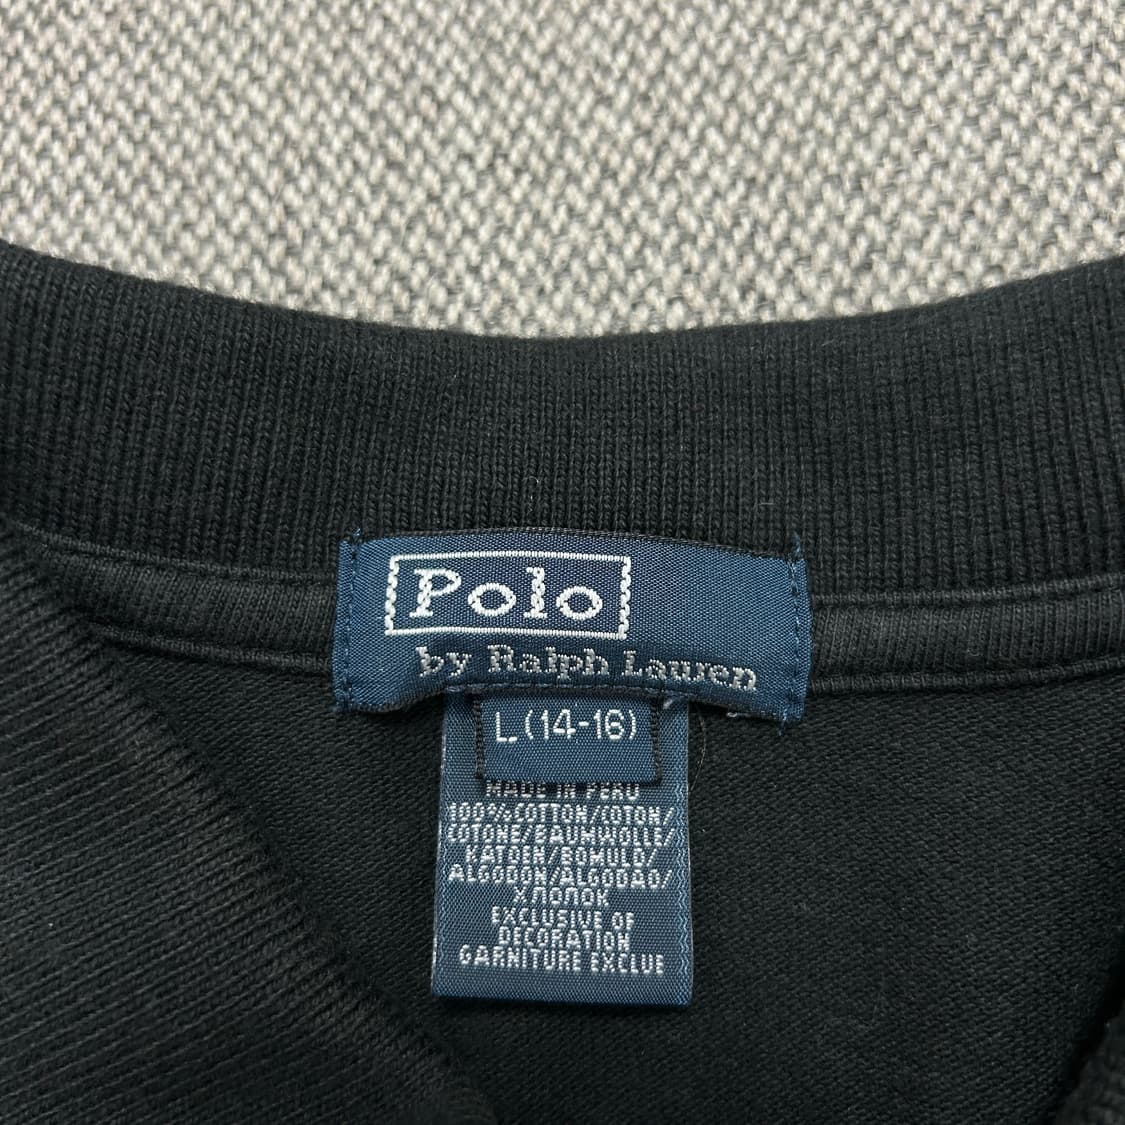 Polo
by Ralph Lauren
L (14-16)
MADE IN PERU
100%COTTON/COTON/
COTONE/BAUMWOLLE/
KATOEN/BOMULD/
ALGODON/ALGODAO/
ХЛОПОК
EXCLUSIVE OF
DECORATION
GARNITURE EXCLUE